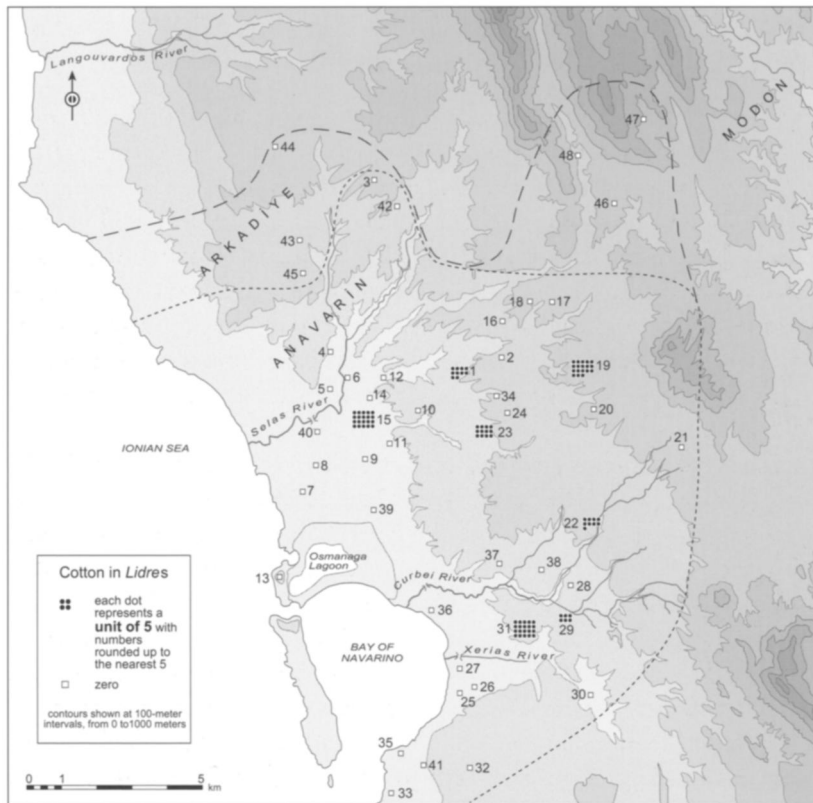 Langouvardos River
MODON
47
44
48
3
42
46
ARKADİYE
43
45
18
17
16
ANAVARİN
4
2
1
19
6
12
5
34
14
10
24
20
Selas River
15
23
40
11
21
IONIAN SEA
8
9
7
39
22
37
38
Osmanaga
Lagoon
13
Curbei River
28
36
31
29
BAY OF
NAVARINO
Xerias River
27
26
25
30
35
41
32
33
Cotton in Lidres
each dot
represents a
unit of 5 with
numbers
rounded up to
the nearest 5
zero
contours shown at 100-meter
intervals, from 0 to1000 meters
0 1 5
km